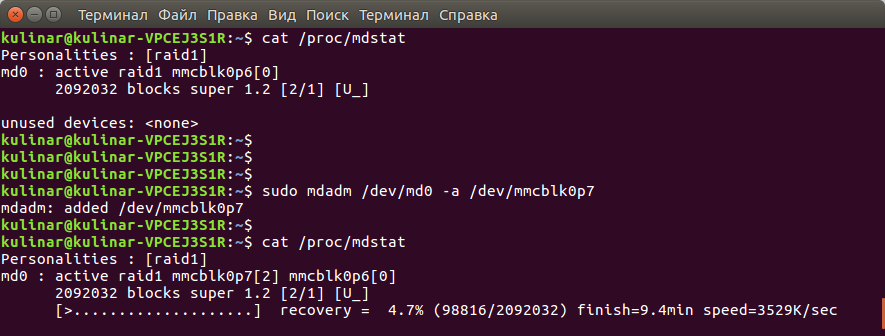 Терминал Файл Правка Вид Поиск Терминал Справка
kulinar@kulinar-VPCEJ3S1R:~$ cat /proc/mdstat
Personalities : [raid1]
md0 : active raid1 mmcblk0p6[0]
      2092032 blocks super 1.2 [2/1] [U_]

unused devices: <none>
kulinar@kulinar-VPCEJ3S1R:~$
kulinar@kulinar-VPCEJ3S1R:~$
kulinar@kulinar-VPCEJ3S1R:~$
kulinar@kulinar-VPCEJ3S1R:~$ sudo mdadm /dev/md0 -a /dev/mmcblk0p7
mdadm: added /dev/mmcblk0p7
kulinar@kulinar-VPCEJ3S1R:~$
kulinar@kulinar-VPCEJ3S1R:~$ cat /proc/mdstat
Personalities : [raid1]
md0 : active raid1 mmcblk0p7[2] mmcblk0p6[0]
      2092032 blocks super 1.2 [2/1] [U_]
      [>....................]  recovery =  4.7% (98816/2092032) finish=9.4min speed=3529K/sec